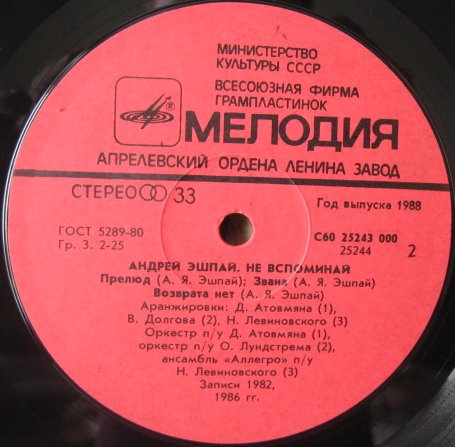 МИНИСТЕРСТВО
КУЛЬТУРЫ СССР
ВСЕСОЮЗНАЯ ФИРМА
ГРАМПЛАСТИНОК
®
МЕЛОДИЯ
АПРЕЛЕВСКИЙ ОРДЕНА ЛЕНИНА ЗАВОД
СТЕРЕО 33
Год выпуска 1988
ГОСТ 5289-80
Гр. 3. 2-25
С60 25243 000
25244
2
АНДРЕЙ ЭШПАЙ. НЕ ВСПОМИНАЙ
Прелюд (А. Я. Эшпай); Звана (А. Я. Эшпай)
Возврата нет (А. Я. Эшпай)
Аранжировки: Д. Атовмяна (1),
В. Долгова (2), Н. Левиновского (3)
Оркестр п/у Д. Атовмяна (1),
оркестр п/у О. Лундстрема (2),
ансамбль «Аллегро» п/у
Н. Левиновского (3)
Записи 1982,
1986 гг.